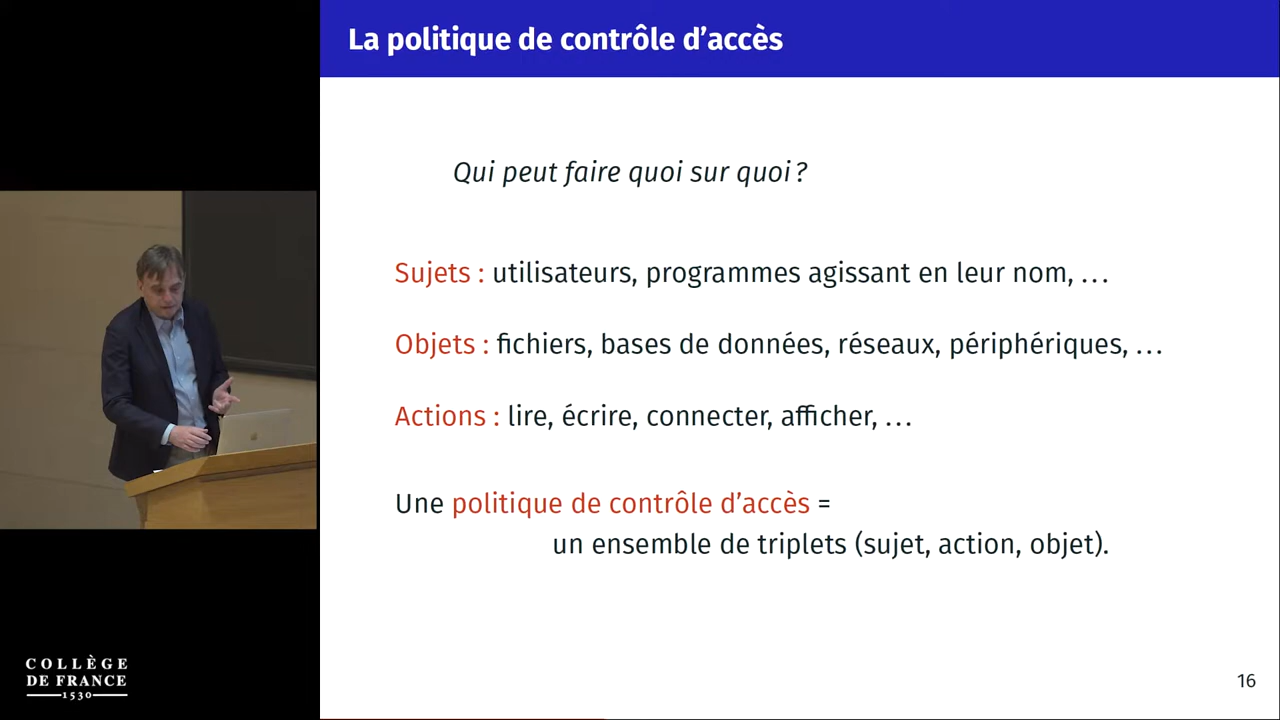 La politique de contrôle d’accès
Qui peut faire quoi sur quoi ?
Sujets : utilisateurs, programmes agissant en leur nom, …
Objets : fichiers, bases de données, réseaux, périphériques, …
Actions : lire, écrire, connecter, afficher, …
Une politique de contrôle d’accès =
un ensemble de triplets (sujet, action, objet).
COLLÈGE
DE FRANCE
1530
16